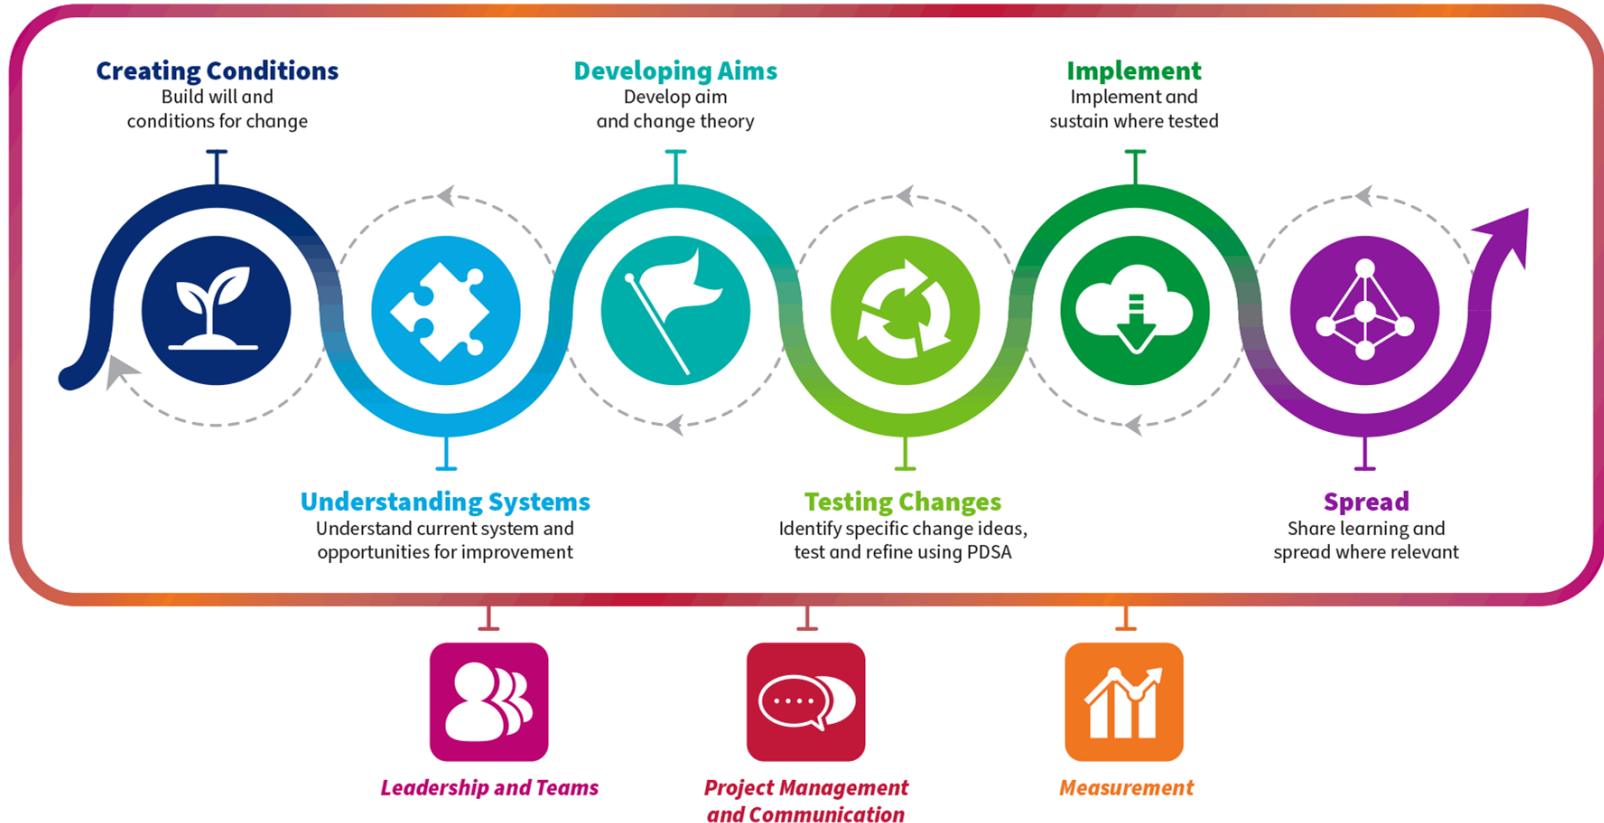 Creating Conditions
Build will and
conditions for change
Developing Aims
Develop aim
and change theory
Implement
Implement and
sustain where tested
Understanding Systems
Understand current system and
opportunities for improvement
Testing Changes
Identify specific change ideas,
test and refine using PDSA
Spread
Share learning and
spread where relevant
Leadership and Teams
Project Management
and Communication
Measurement